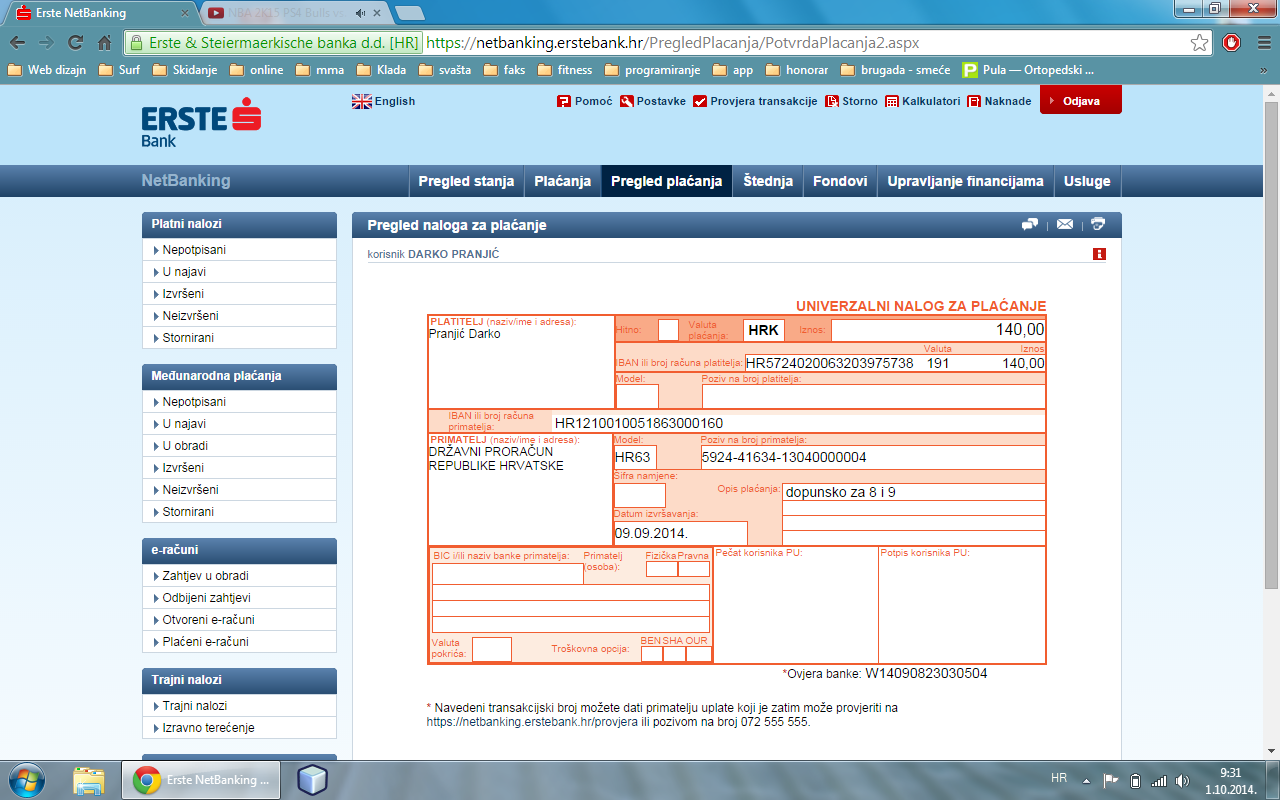 Erste NetBanking
NBA 2K15 PS4 Bulls vs
Erste & Steiermaerkische banka d.d. [HR] https://netbanking.erstebank.hr/PregledPlacanja/PotvrdaPlacanja2.aspx
Web dizajn Surf Skidanje online mma Klada svašta faks fitness programiranje app honorar brugada - smeće Pula — Ortopedski ... »
English Pomoć Postavke Provjera transakcije Storno Kalkulatori Naknade Odjava
ERSTE
Bank
NetBanking Pregled stanja Plaćanja Pregled plaćanja Štednja Fondovi Upravljanje financijama Usluge
Platni nalozi
Nepotpisani
U najavi
Izvršeni
Neizvršeni
Stornirani
Međunarodna plaćanja
Nepotpisani
U najavi
U obradi
Izvršeni
Neizvršeni
Stornirani
e-računi
Zahtjev u obradi
Odbijeni zahtjevi
Otvoreni e-računi
Plaćeni e-računi
Trajni nalozi
Trajni nalozi
Izravno terećenje
Pregled naloga za plaćanje
korisnik DARKO PRANJIĆ
UNIVERZALNI NALOG ZA PLAĆANJE
PLATITELJ (naziv/ime i adresa):
Pranjić Darko
Hitno: Valuta plaćanja: HRK Iznos: 140,00
Valuta Iznos
IBAN ili broj računa platitelja: HR5724020063203975738 191 140,00
Model: Poziv na broj platitelja:
IBAN ili broj računa
primatelja: HR1210010051863000160
PRIMATELJ (naziv/ime i adresa):
DRŽAVNI PRORAČUN
REPUBLIKE HRVATSKE
Model: Poziv na broj primatelja:
HR63 5924-41634-13040000004
Šifra namjene:
Opis plaćanja: dopunsko za 8 i 9
Datum izvršavanja:
09.09.2014.
BIC i/ili naziv banke primatelja: Primatelj (osoba): Fizička Pravna
Pečat korisnika PU: Potpis korisnika PU:
Valuta
pokrića: Troškovna opcija: BEN SHA OUR
*Ovjera banke: W14090823030504
* Navedeni transakcijski broj možete dati primatelju uplate koji je zatim može provjeriti na
https://netbanking.erstebank.hr/provjera ili pozivom na broj 072 555 555.
Erste NetBanking ...
HR
9:31
1.10.2014.